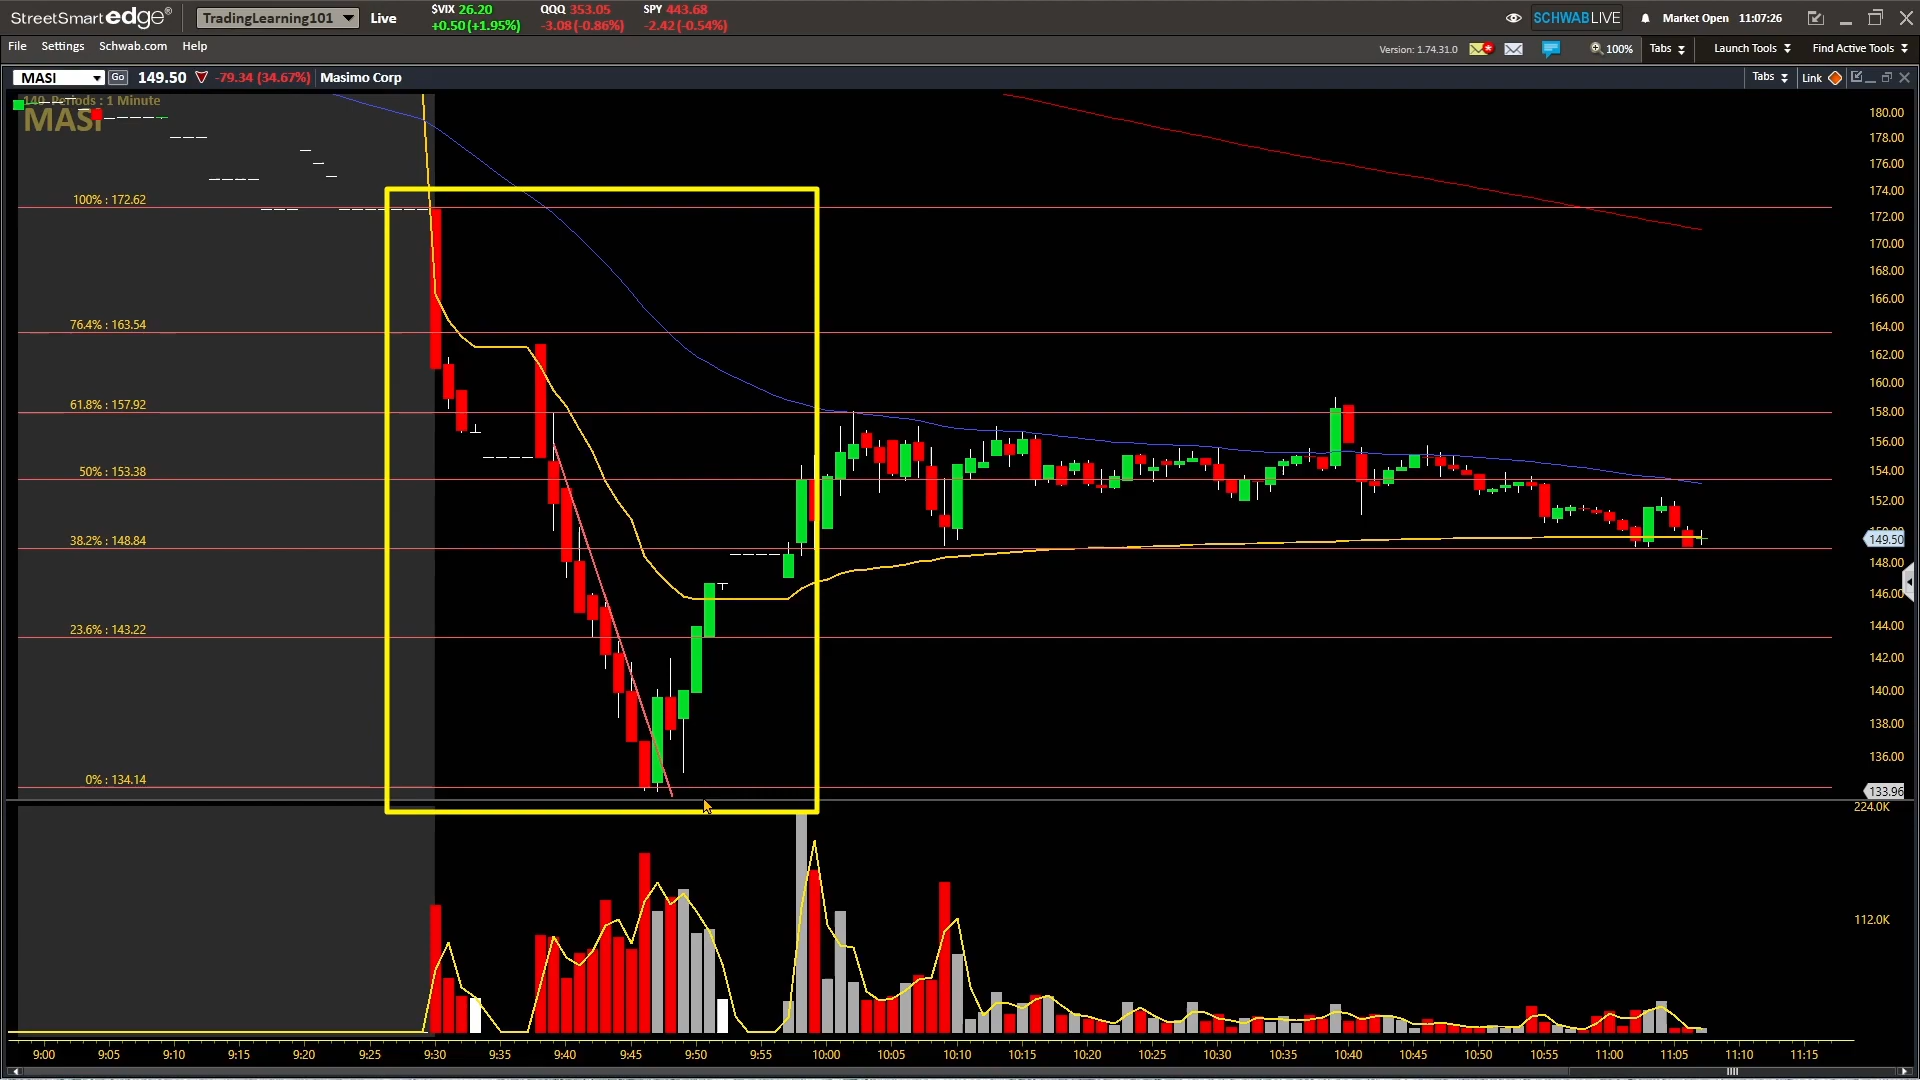 StreetSmart edge® TradingLearning101 Live $VIX 26.20 QQQ 353.05 SPY 443.68 SCHWAB LIVE Market Open 11:07:26
+0.50 (+1.95%) -3.08 (-0.86%) -2.42 (-0.54%)
File Settings Schwab.com Help Version: 1.74.31.0 100% Tabs Launch Tools Find Active Tools
MASI Go 149.50 -79.34 (34.67%) Masimo Corp Tabs Link
140 Periods : 1 Minute
MASI
100% : 172.62
76.4% : 163.54
61.8% : 157.92
50% : 153.38
38.2% : 148.84
23.6% : 143.22
0% : 134.14
180.00
178.00
176.00
174.00
172.00
170.00
168.00
166.00
164.00
162.00
160.00
158.00
156.00
154.00
152.00
150.00
149.50
148.00
146.00
144.00
142.00
140.00
138.00
136.00
133.96
224.0K
112.0K
9:00 9:05 9:10 9:15 9:20 9:25 9:30 9:35 9:40 9:45 9:50 9:55 10:00 10:05 10:10 10:15 10:20 10:25 10:30 10:35 10:40 10:45 10:50 10:55 11:00 11:05 11:10 11:15